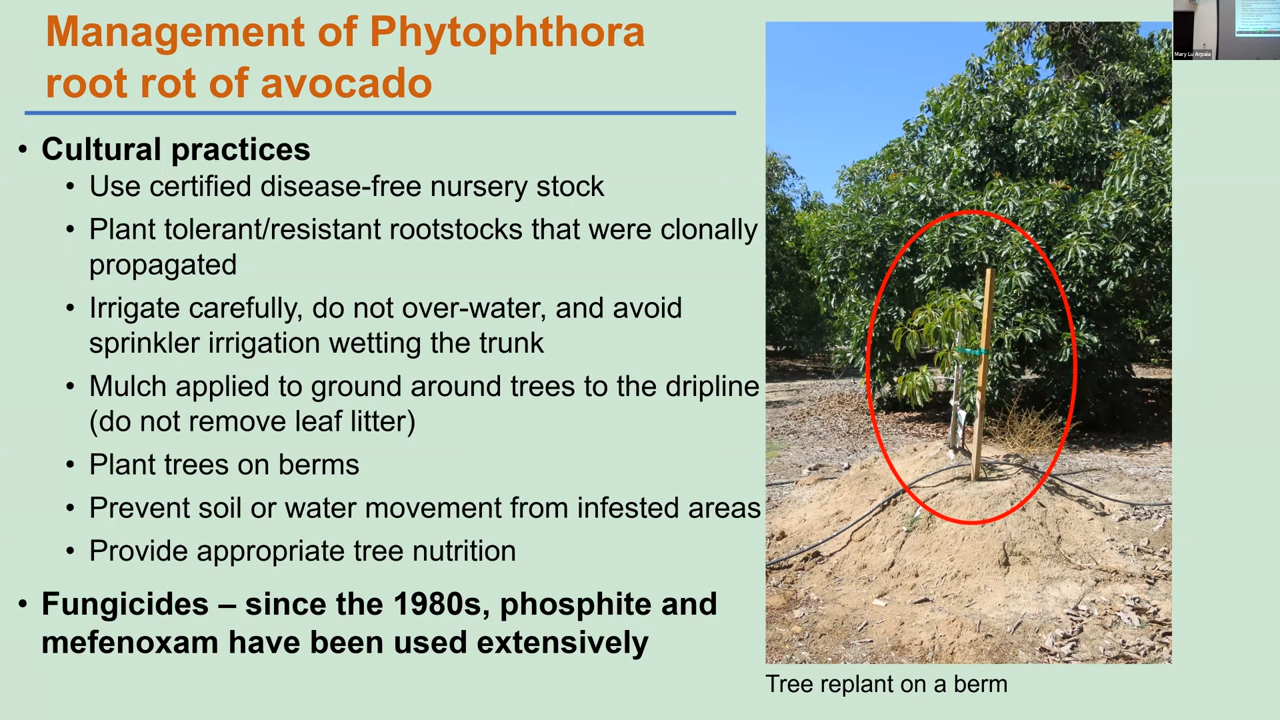 Management of Phytophthora
root rot of avocado
• Cultural practices
• Use certified disease-free nursery stock
• Plant tolerant/resistant rootstocks that were clonally
propagated
• Irrigate carefully, do not over-water, and avoid
sprinkler irrigation wetting the trunk
• Mulch applied to ground around trees to the dripline
(do not remove leaf litter)
• Plant trees on berms
• Prevent soil or water movement from infested areas
• Provide appropriate tree nutrition
• Fungicides – since the 1980s, phosphite and
mefenoxam have been used extensively
Tree replant on a berm
Mary Lu Arpaia